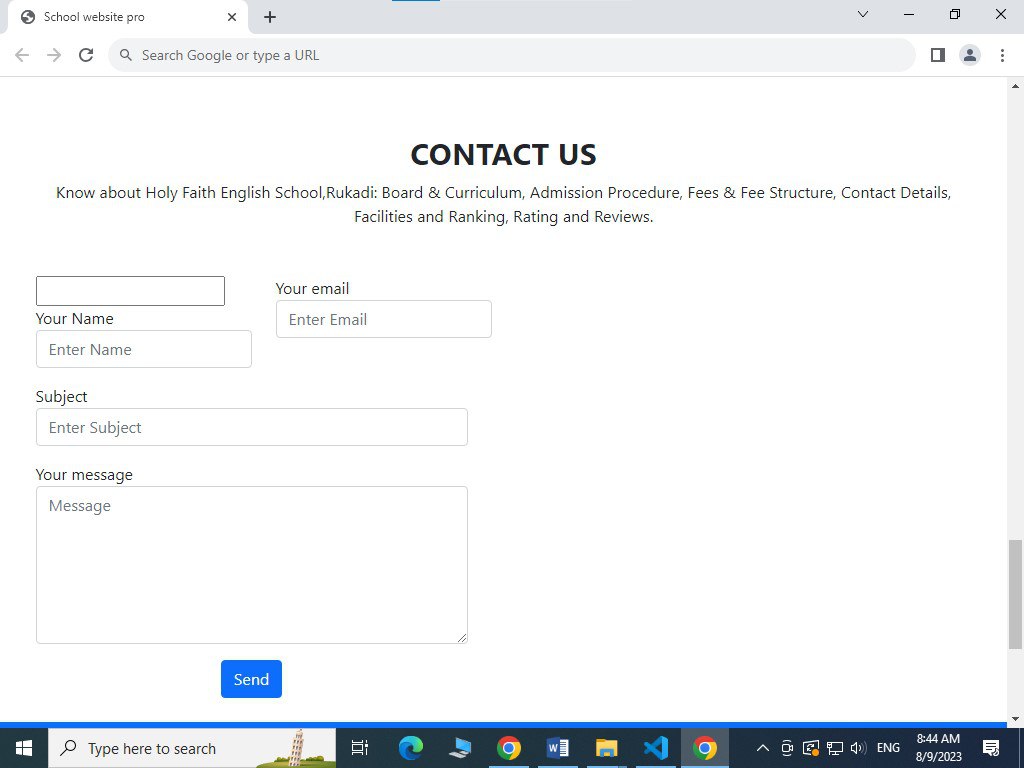 School website pro
Search Google or type a URL
CONTACT US
Know about Holy Faith English School,Rukadi: Board & Curriculum, Admission Procedure, Fees & Fee Structure, Contact Details,
Facilities and Ranking, Rating and Reviews.
Your email
Enter Email
Your Name
Enter Name
Subject
Enter Subject
Your message
Message
Send
Type here to search
ENG
8:44 AM
8/9/2023